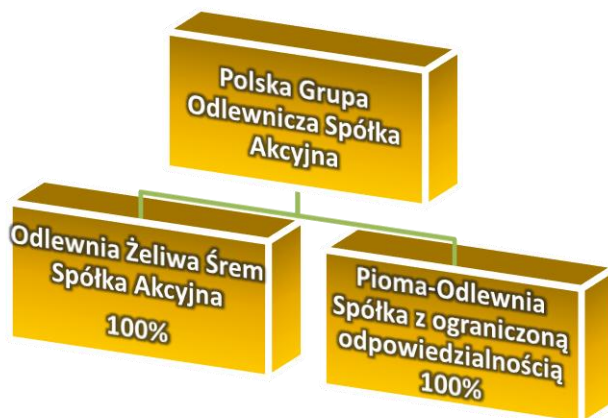 Polska Grupa
Odlewnicza Spółka
Akcyjna
Odlewnia Żeliwa Śrem
Spółka Akcyjna
100%
Pioma-Odlewnia
Spółka z ograniczoną
odpowiedzialnością
100%